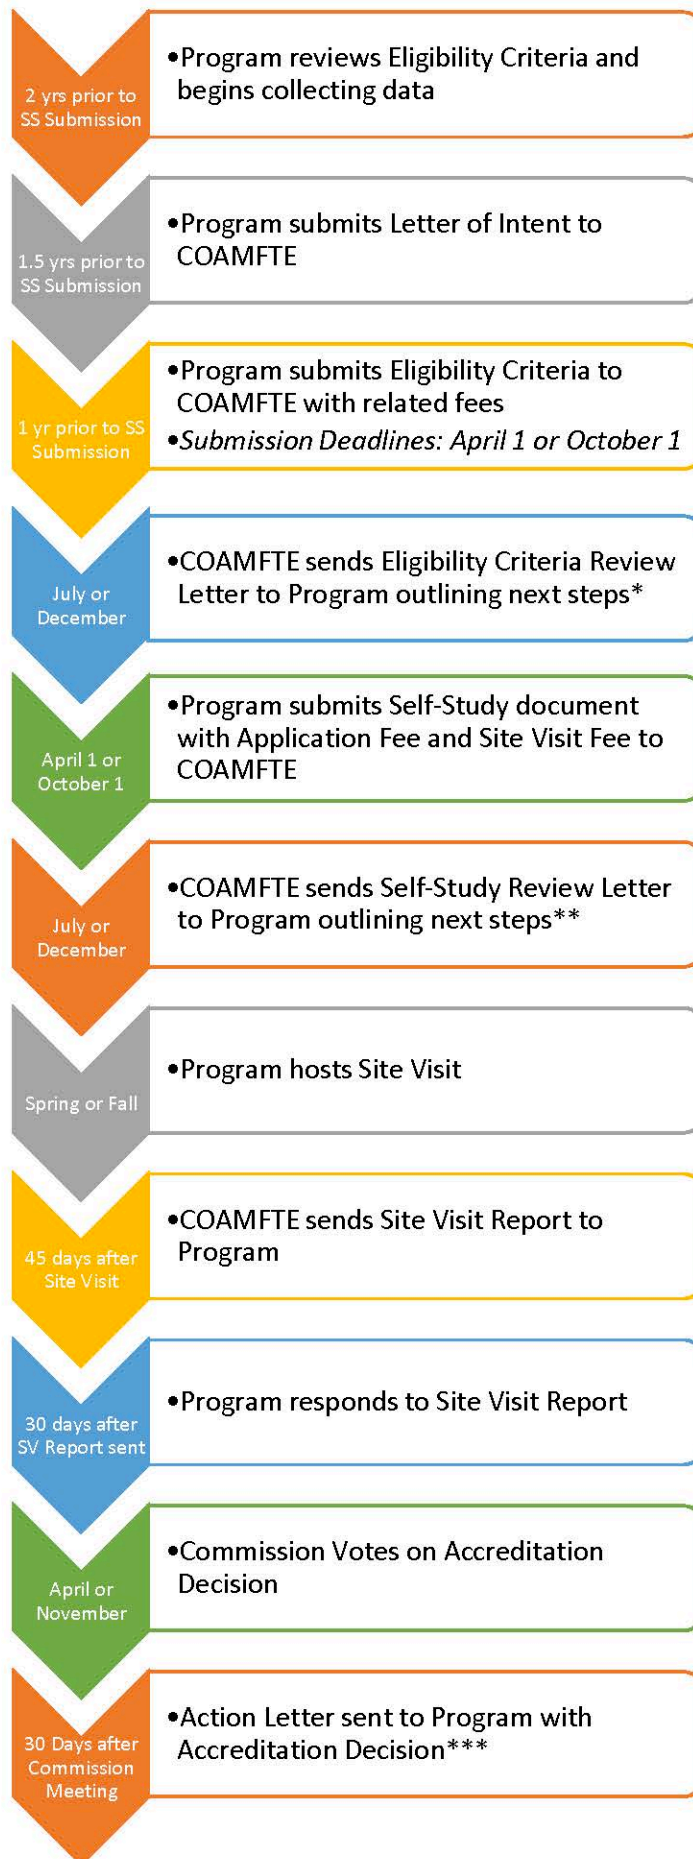 2 yrs prior to
SS Submission
•Program reviews Eligibility Criteria and
begins collecting data
1.5 yrs prior to
SS Submission
•Program submits Letter of Intent to
COAMFTE
1 yr prior to SS
Submission
•Program submits Eligibility Criteria to
COAMFTE with related fees
•Submission Deadlines: April 1 or October 1
July or
December
•COAMFTE sends Eligibility Criteria Review
Letter to Program outlining next steps*
April 1 or
October 1
•Program submits Self-Study document
with Application Fee and Site Visit Fee to
COAMFTE
July or
December
•COAMFTE sends Self-Study Review Letter
to Program outlining next steps**
Spring or Fall
•Program hosts Site Visit
45 days after
Site Visit
•COAMFTE sends Site Visit Report to
Program
30 days after
SV Report sent
•Program responds to Site Visit Report
April or
November
•Commission Votes on Accreditation
Decision
30 Days after
Commission
Meeting
•Action Letter sent to Program with
Accreditation Decision***